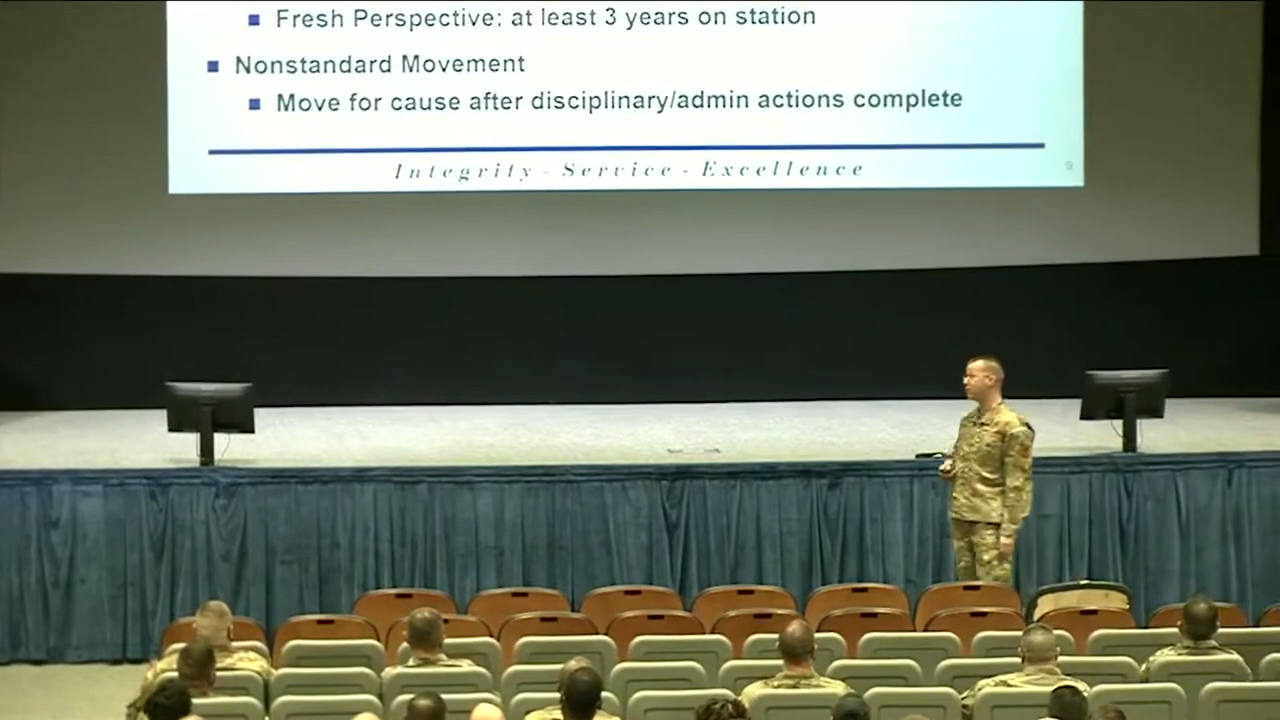 Fresh Perspective: at least 3 years on station
Nonstandard Movement
Move for cause after disciplinary/admin actions complete
Integrity - Service - Excellence
9